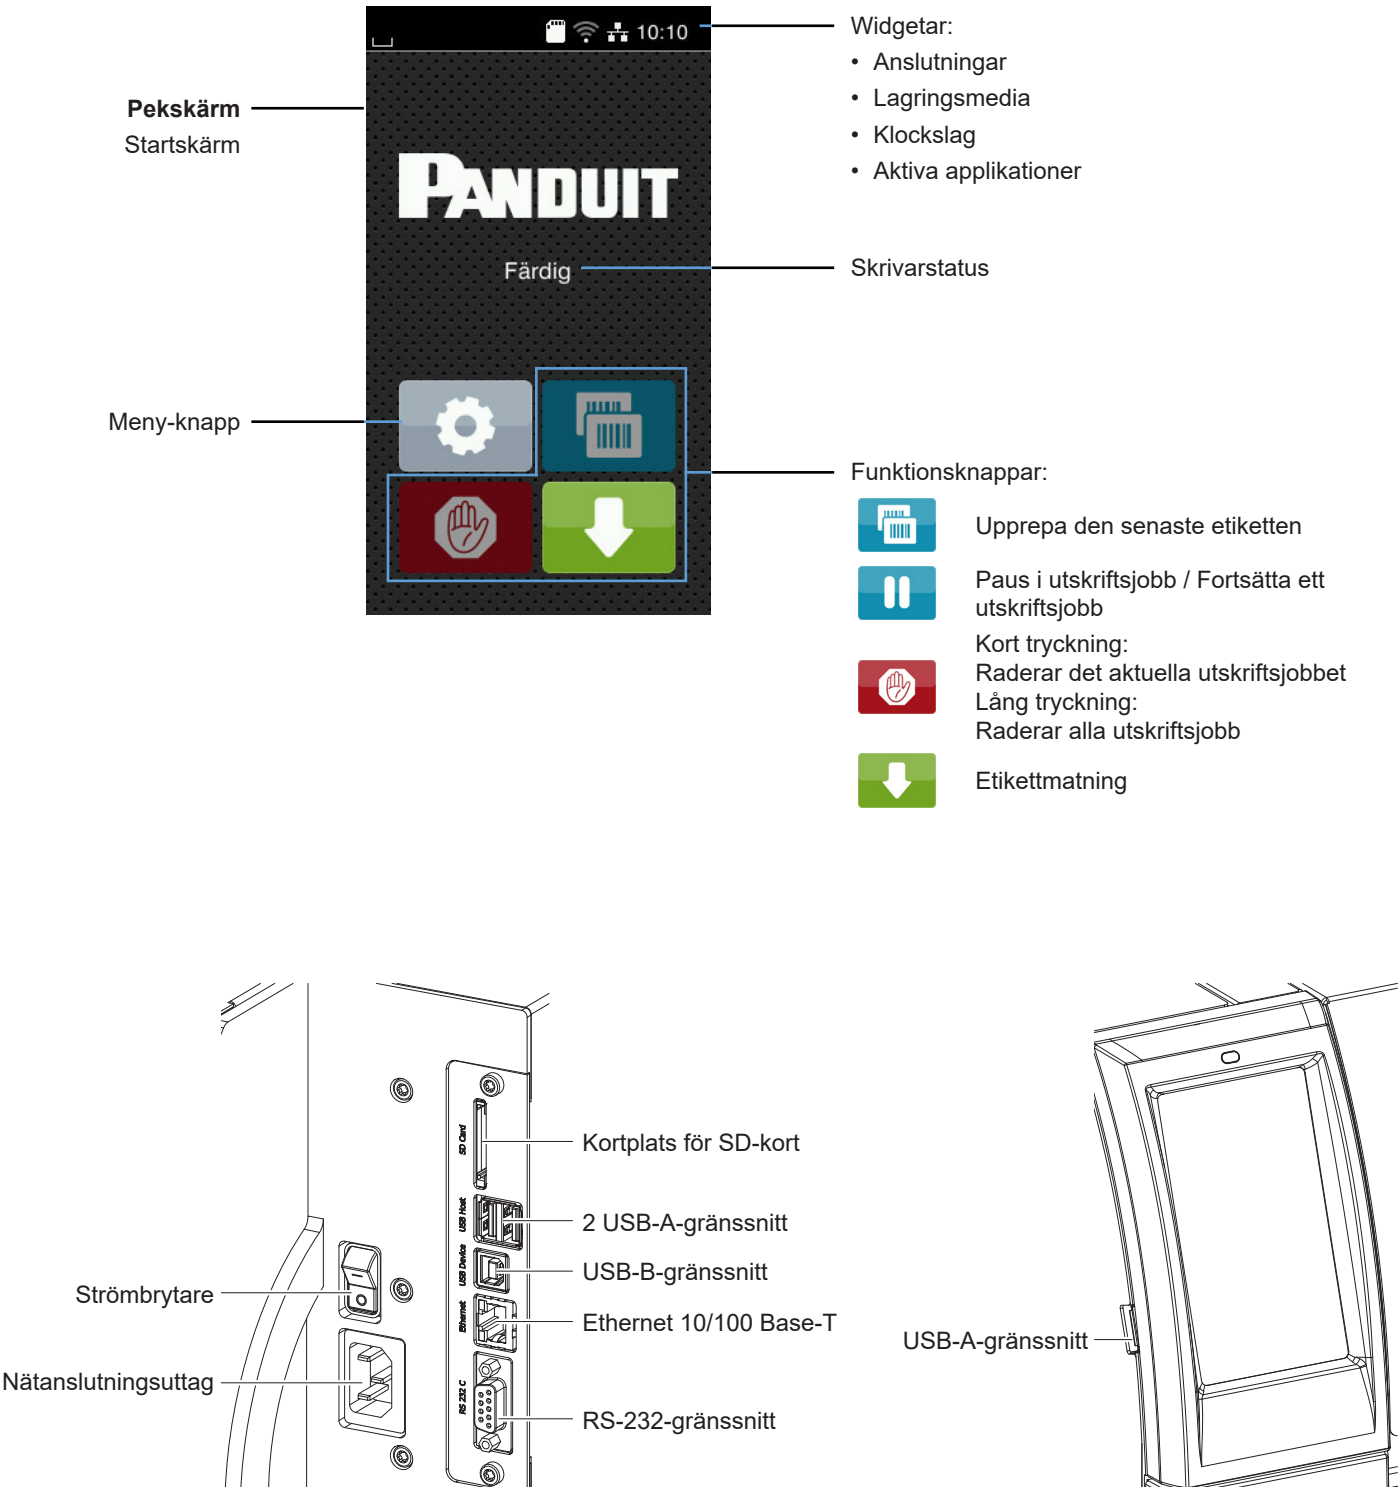 10:10
Widgetar:
• Anslutningar
• Lagringsmedia
• Klockslag
• Aktiva applikationer
Pekskärm
Startskärm
PANDUIT
Färdig
Skrivarstatus
Meny-knapp
Funktionsknappar:
Upprepa den senaste etiketten
Paus i utskriftsjobb / Fortsätta ett
utskriftsjobb
Kort tryckning:
Raderar det aktuella utskriftsjobbet
Lång tryckning:
Raderar alla utskriftsjobb
Etikettmatning
SD Card
Kortplats för SD-kort
USB Host
2 USB-A-gränssnitt
USB Device
USB-B-gränssnitt
Strömbrytare
Ethernet
Ethernet 10/100 Base-T
USB-A-gränssnitt
Nätanslutningsuttag
RS 232 C
RS-232-gränssnitt